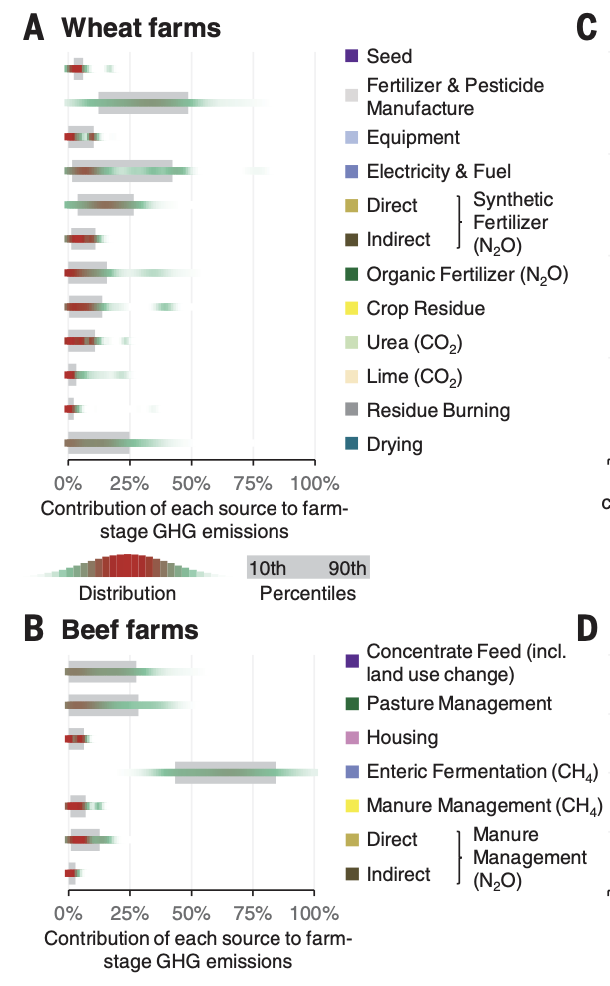 A Wheat farms
C
Seed
Fertilizer & Pesticide
Manufacture
Equipment
Electricity & Fuel
Direct
Indirect
Synthetic
Fertilizer
(N₂O)
Organic Fertilizer (N₂O)
Crop Residue
Urea (CO₂)
Lime (CO₂)
Residue Burning
Drying
0% 25% 50% 75% 100%
Contribution of each source to farm-
stage GHG emissions
c
Distribution
10th 90th
Percentiles
B Beef farms
D
Concentrate Feed (incl.
land use change)
Pasture Management
Housing
Enteric Fermentation (CH₄)
Manure Management (CH₄)
Direct
Indirect
Manure
Management
(N₂O)
0% 25% 50% 75% 100%
Contribution of each source to farm-
stage GHG emissions